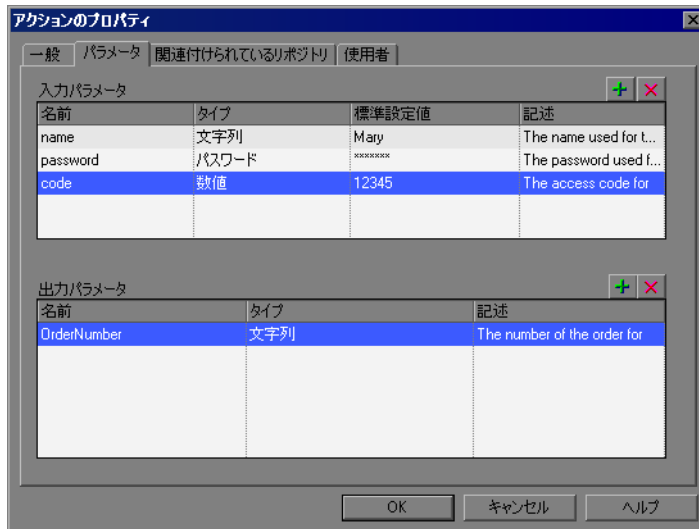 アクションのプロパティ
一般 パラメータ 関連付けられているリポジトリ 使用者
入力パラメータ
名前 タイプ 標準設定値 記述
name 文字列 Mary The name used for t...
password パスワード ******* The password used f...
code 数値 12345 The access code for
出力パラメータ
名前 タイプ 記述
OrderNumber 文字列 The number of the order for
OK キャンセル ヘルプ